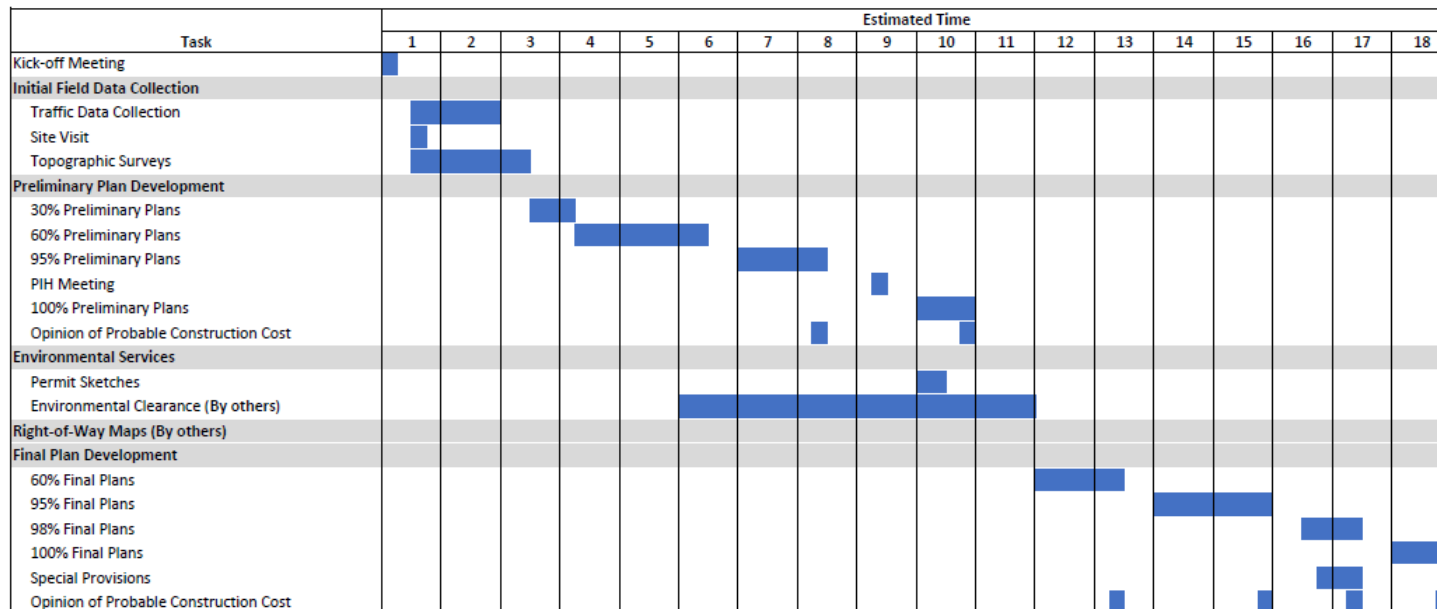 Estimated Time
Task 1 2 3 4 5 6 7 8 9 10 11 12 13 14 15 16 17 18
Kick-off Meeting
Initial Field Data Collection
Traffic Data Collection
Site Visit
Topographic Surveys
Preliminary Plan Development
30% Preliminary Plans
60% Preliminary Plans
95% Preliminary Plans
PIH Meeting
100% Preliminary Plans
Opinion of Probable Construction Cost
Environmental Services
Permit Sketches
Environmental Clearance (By others)
Right-of-Way Maps (By others)
Final Plan Development
60% Final Plans
95% Final Plans
98% Final Plans
100% Final Plans
Special Provisions
Opinion of Probable Construction Cost